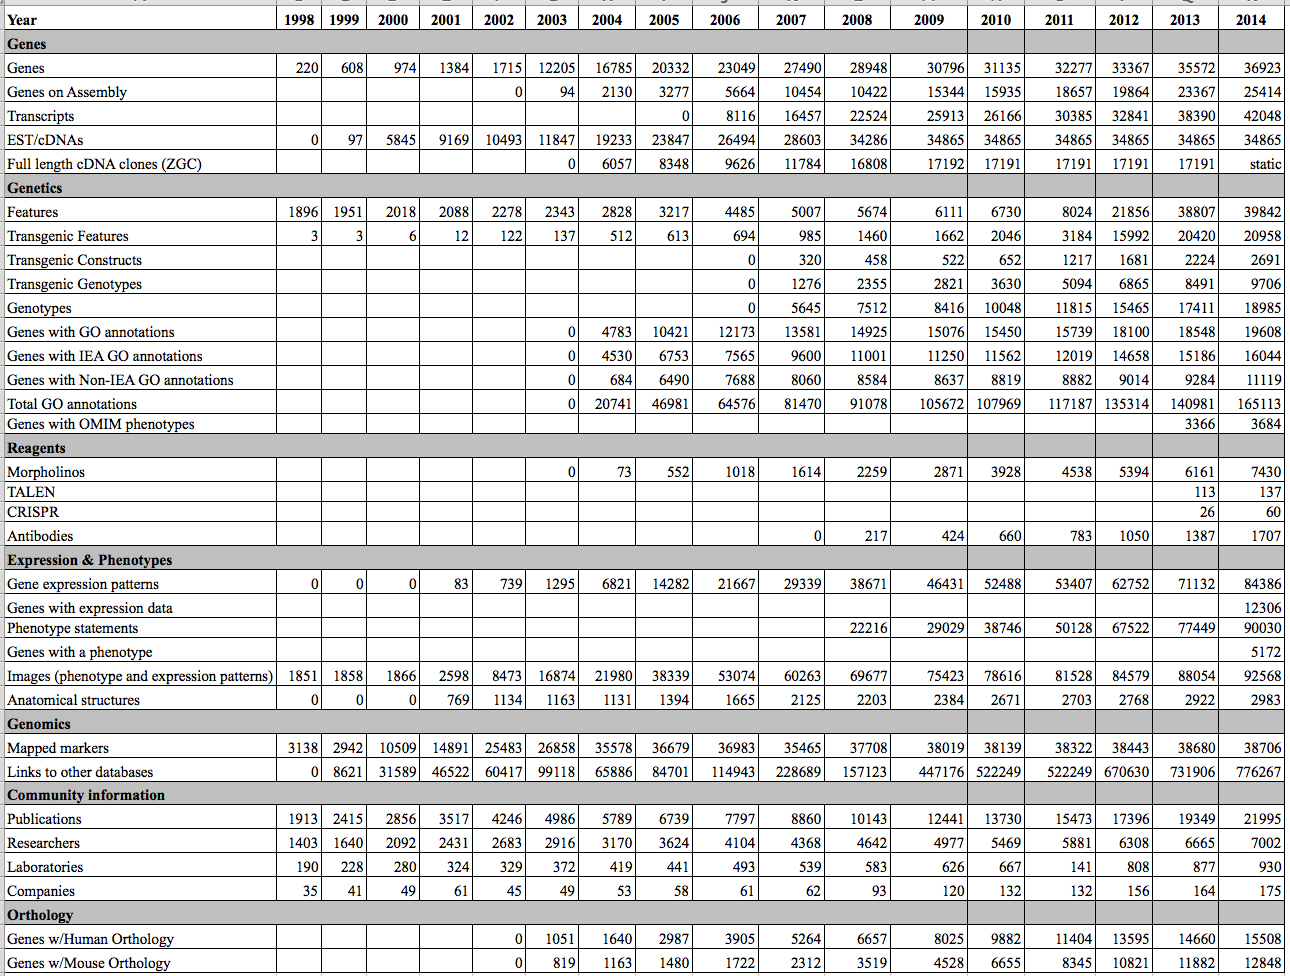 Year 1998 1999 2000 2001 2002 2003 2004 2005 2006 2007 2008 2009 2010 2011 2012 2013 2014
Genes
Genes 220 608 974 1384 1715 12205 16785 20332 23049 27490 28948 30796 31135 32277 33367 35572 36923
Genes on Assembly 0 94 2130 3277 5664 10454 10422 15344 15935 18657 19864 23367 25414
Transcripts 0 8116 16457 22524 25913 26166 30385 32841 38390 42048
EST/cDNAs 0 97 5845 9169 10493 11847 19233 23847 26494 28603 34286 34865 34865 34865 34865 34865 34865
Full length cDNA clones (ZGC) 0 6057 8348 9626 11784 16808 17192 17191 17191 17191 17191 static
Genetics
Features 1896 1951 2018 2088 2278 2343 2828 3217 4485 5007 5674 6111 6730 8024 21856 38807 39842
Transgenic Features 3 3 6 12 122 137 512 613 694 985 1460 1662 2046 3184 15992 20420 20958
Transgenic Constructs 0 320 458 522 652 1217 1681 2224 2691
Transgenic Genotypes 0 1276 2355 2821 3630 5094 6865 8491 9706
Genotypes 0 5645 7512 8416 10048 11815 15465 17411 18985
Genes with GO annotations 0 4783 10421 12173 13581 14925 15076 15450 15739 18100 18548 19608
Genes with IEA GO annotations 0 4530 6753 7565 9600 11001 11250 11562 12019 14658 15186 16044
Genes with Non-IEA GO annotations 0 684 6490 7688 8060 8584 8637 8819 8882 9014 9284 11119
Total GO annotations 0 20741 46981 64576 81470 91078 105672 107969 117187 135314 140981 165113
Genes with OMIM phenotypes 3366 3684
Reagents
Morpholinos 0 73 552 1018 1614 2259 2871 3928 4538 5394 6161 7430
TALEN 113 137
CRISPR 26 60
Antibodies 0 217 424 660 783 1050 1387 1707
Expression & Phenotypes
Gene expression patterns 0 0 0 83 739 1295 6821 14282 21667 29339 38671 46431 52488 53407 62752 71132 84386
Genes with expression data 12306
Phenotype statements 22216 29029 38746 50128 67522 77449 90030
Genes with a phenotype 5172
Images (phenotype and expression patterns) 1851 1858 1866 2598 8473 16874 21980 38339 53074 60263 69677 75423 78616 81528 84579 88054 92568
Anatomical structures 0 0 0 769 1134 1163 1131 1394 1665 2125 2203 2384 2671 2703 2768 2922 2983
Genomics
Mapped markers 3138 2942 10509 14891 25483 26858 35578 36679 36983 35465 37708 38019 38139 38322 38443 38680 38706
Links to other databases 0 8621 31589 46522 60417 99118 65886 84701 114943 228689 157123 447176 522249 522249 670630 731906 776267
Community information
Publications 1913 2415 2856 3517 4246 4986 5789 6739 7797 8860 10143 12441 13730 15473 17396 19349 21995
Researchers 1403 1640 2092 2431 2683 2916 3170 3624 4104 4368 4642 4977 5469 5881 6308 6665 7002
Laboratories 190 228 280 324 329 372 419 441 493 539 583 626 667 141 808 877 930
Companies 35 41 49 61 45 49 53 58 61 62 93 120 132 132 156 164 175
Orthology
Genes w/Human Orthology 0 1051 1640 2987 3905 5264 6657 8025 9882 11404 13595 14660 15508
Genes w/Mouse Orthology 0 819 1163 1480 1722 2312 3519 4528 6655 8345 10821 11882 12848